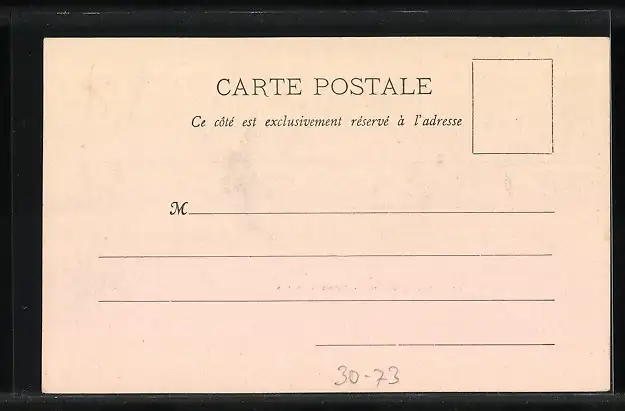 CARTE POSTALE
Ce côté est exclusivement réservé à l'adresse
M
30-73